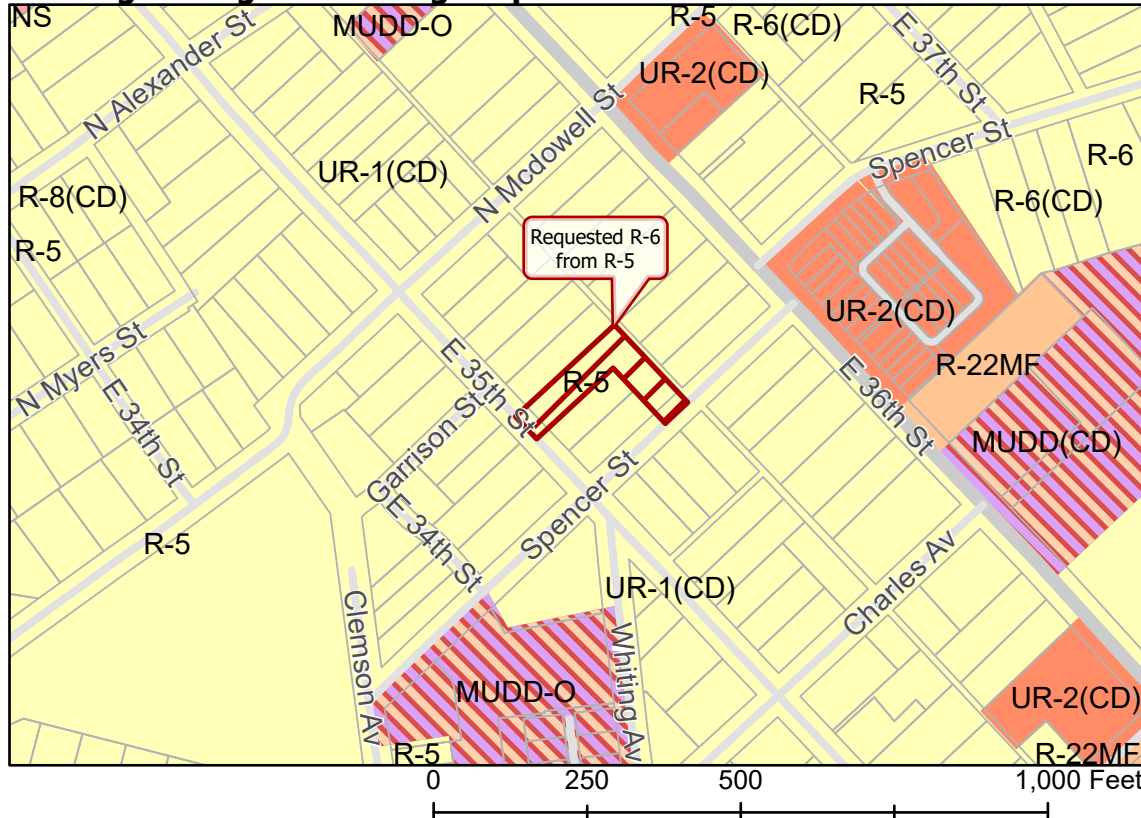 NS
MUDD-O
R-5
R-6(CD)
N Alexander St
UR-2(CD)
E 37th St
R-5
UR-1(CD)
N Mcdowell St
Spencer St
R-6
R-8(CD)
R-6(CD)
R-5
Requested R-6
from R-5
UR-2(CD)
N Myers St
E 34th St
E 35th St
R-5
R-22MF
E 36th St
Garrison St
MUDD(CD)
Spencer St
E 34th St
R-5
UR-1(CD)
Charles Av
Clemson Av
Whiting Av
MUDD-O
UR-2(CD)
R-5
R-22MF
0 250 500 1,000 Feet